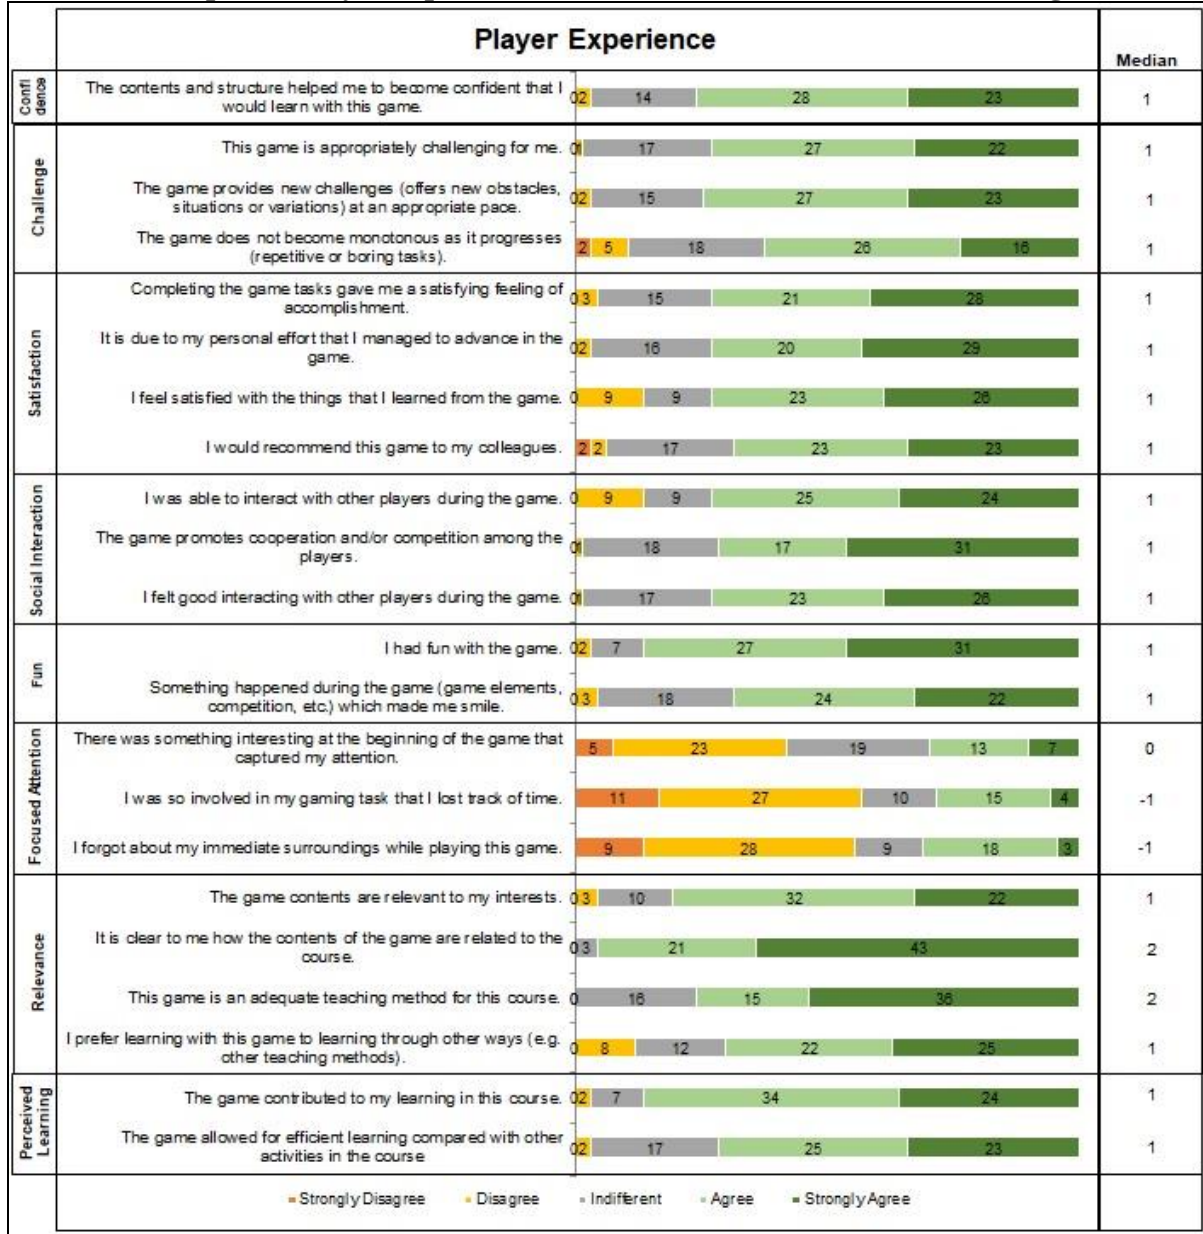 Player Experience
Median
Confi
dence
The contents and structure helped me to become confident that I
would learn with this game.
0 2 14 28 23
1
Challenge
This game is appropriately challenging for me.
0 1 17 27 22
1
The game provides new challenges (offers new obstacles,
situations or variations) at an appropriate pace.
0 2 15 27 23
1
The game does not become monotonous as it progresses
(repetitive or boring tasks).
2 5 18 26 16
1
Satisfaction
Completing the game tasks gave me a satisfying feeling of
accomplishment.
0 3 15 21 28
1
It is due to my personal effort that I managed to advance in the
game.
0 2 16 20 29
1
I feel satisfied with the things that I learned from the game.
0 9 9 23 26
1
I would recommend this game to my colleagues.
2 2 17 23 23
1
Social Interaction
I was able to interact with other players during the game.
0 9 9 25 24
1
The game promotes cooperation and/or competition among the
players.
0 1 18 17 31
1
I felt good interacting with other players during the game.
0 1 17 23 26
1
Fun
I had fun with the game.
0 2 7 27 31
1
Something happened during the game (game elements,
competition, etc.) which made me smile.
0 3 18 24 22
1
Focused Attention
There was something interesting at the beginning of the game that
captured my attention.
5 23 19 13 7
0
I was so involved in my gaming task that I lost track of time.
11 27 10 15 4
-1
I forgot about my immediate surroundings while playing this game.
9 28 9 18 3
-1
Relevance
The game contents are relevant to my interests.
0 3 10 32 22
1
It is clear to me how the contents of the game are related to the
course.
0 3 21 43
2
This game is an adequate teaching method for this course.
0 16 15 36
2
I prefer learning with this game to learning through other ways (e.g.
other teaching methods).
0 8 12 22 25
1
Perceived
Learning
The game contributed to my learning in this course.
0 2 7 34 24
1
The game allowed for efficient learning compared with other
activities in the course
0 2 17 25 23
1
Strongly Disagree Disagree Indifferent Agree Strongly Agree